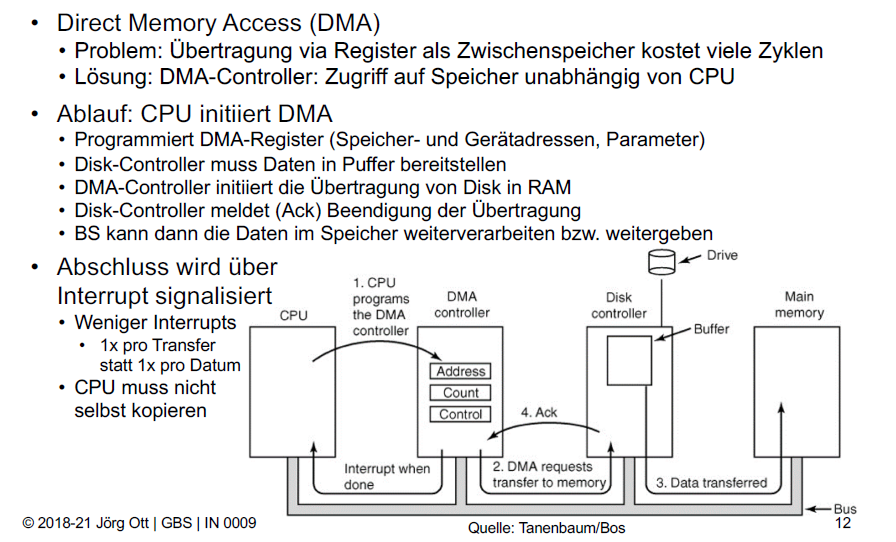 • Direct Memory Access (DMA)
• Problem: Übertragung via Register als Zwischenspeicher kostet viele Zyklen
• Lösung: DMA-Controller: Zugriff auf Speicher unabhängig von CPU
• Ablauf: CPU initiiert DMA
• Programmiert DMA-Register (Speicher- und Gerätadressen, Parameter)
• Disk-Controller muss Daten in Puffer bereitstellen
• DMA-Controller initiiert die Übertragung von Disk in RAM
• Disk-Controller meldet (Ack) Beendigung der Übertragung
• BS kann dann die Daten im Speicher weiterverarbeiten bzw. weitergeben
• Abschluss wird über
Interrupt signalisiert
• Weniger Interrupts
• 1x pro Transfer
statt 1x pro Datum
• CPU muss nicht
selbst kopieren
Drive
1. CPU
programs
the DMA
controller
CPU
DMA
controller
Disk
controller
Main
memory
Buffer
Address
Count
Control
4. Ack
Interrupt when
done
2. DMA requests
transfer to memory
3. Data transferred
Bus
© 2018-21 Jörg Ott | GBS | IN 0009
Quelle: Tanenbaum/Bos
12